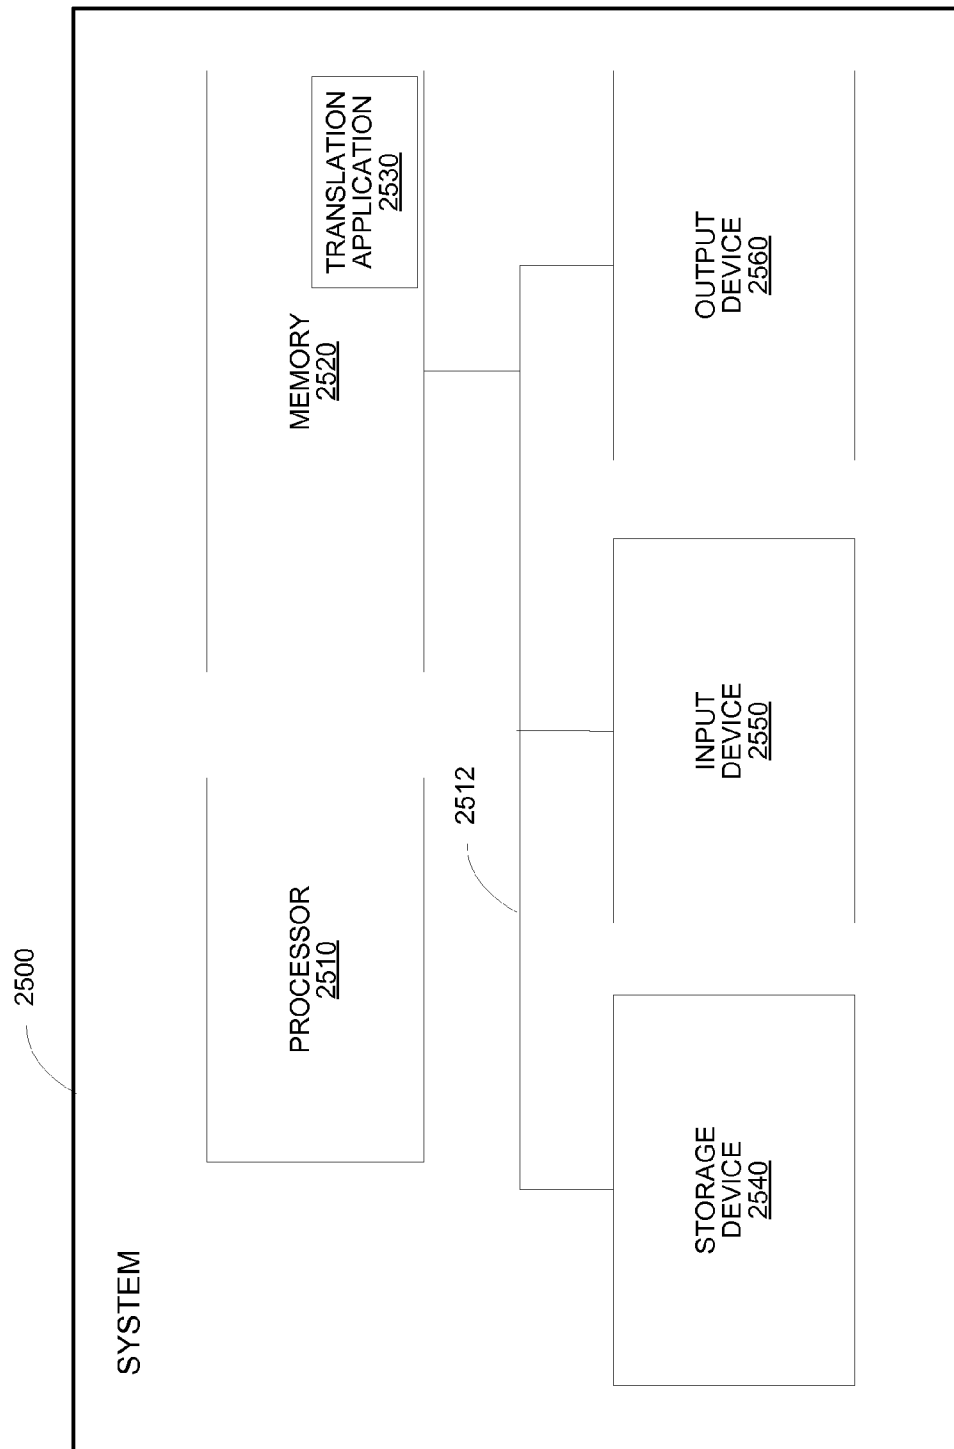 2500
SYSTEM
PROCESSOR
2510
MEMORY
2520
TRANSLATION
APPLICATION
2530
2512
STORAGE
DEVICE
2540
INPUT
DEVICE
2550
OUTPUT
DEVICE
2560